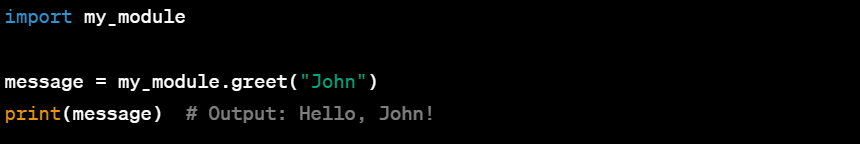 import my_module
message = my_module.greet("John")
print(message)  # Output: Hello, John!